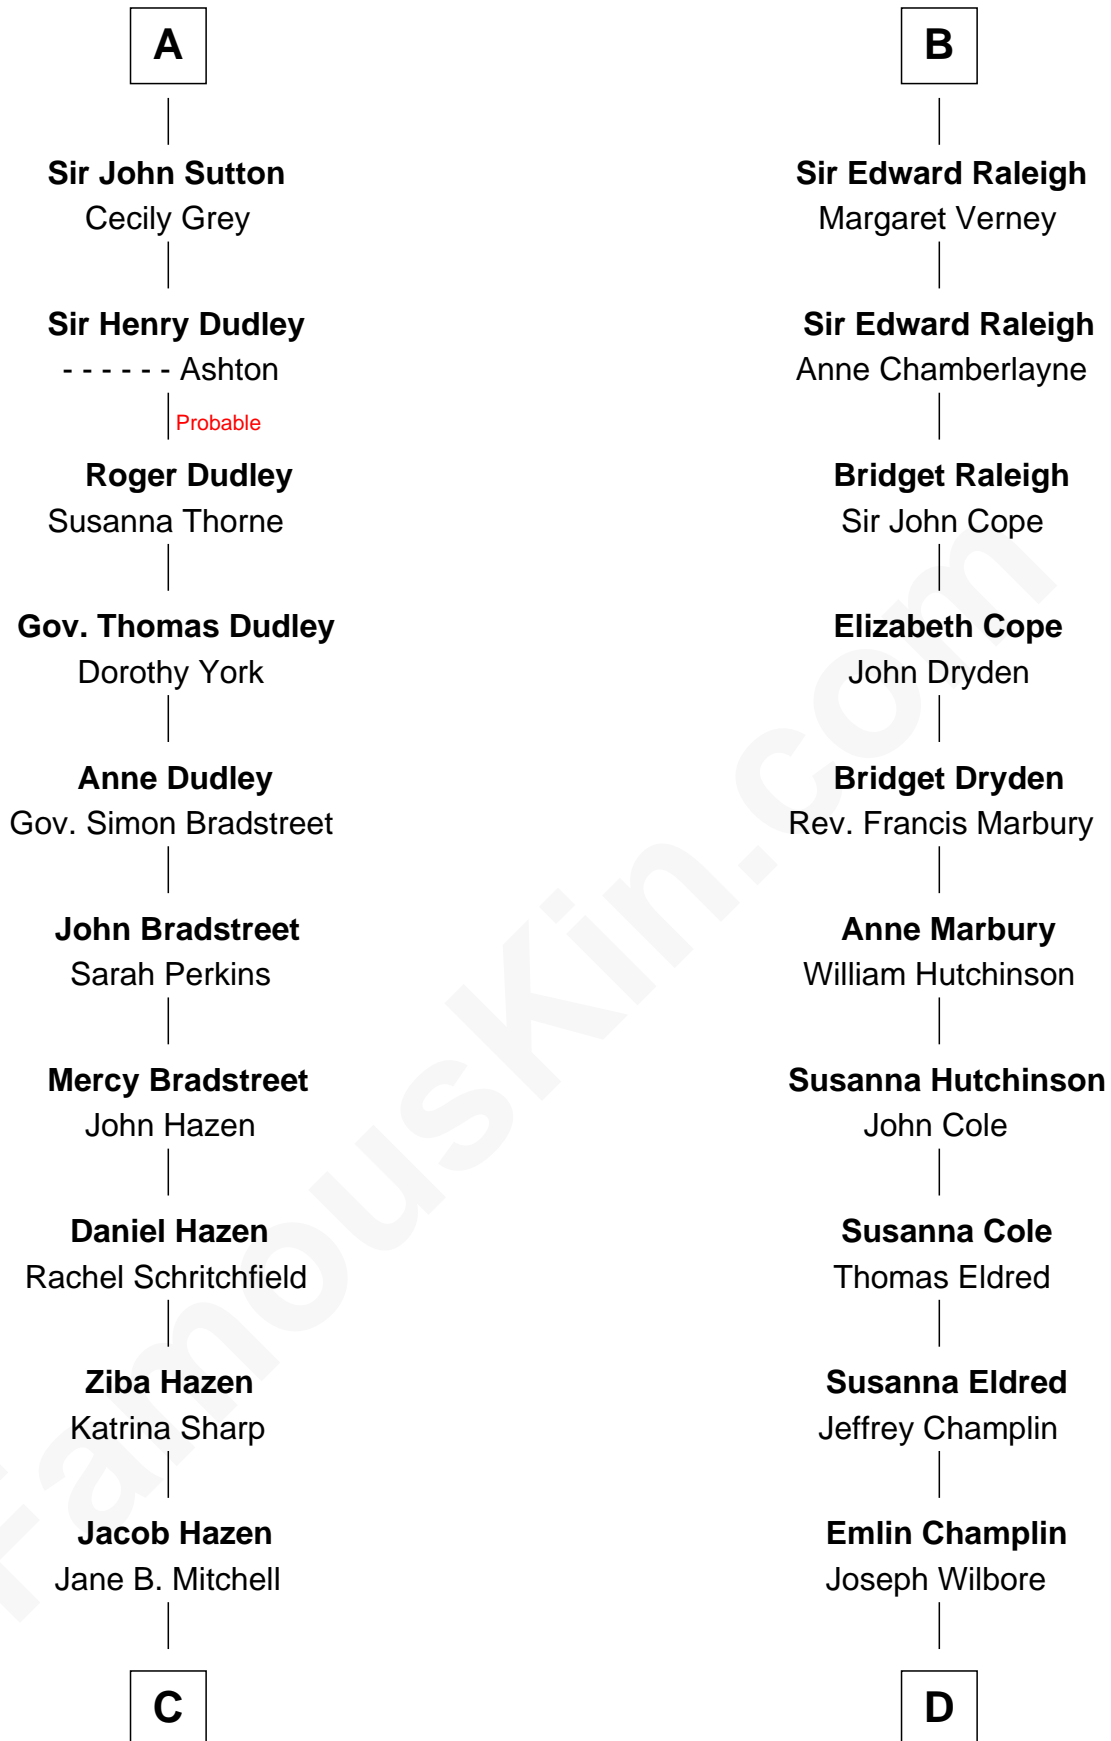 A
Sir John Sutton
Cecily Grey
Sir Henry Dudley
- - - - - - Ashton
Probable
Roger Dudley
Susanna Thorne
Gov. Thomas Dudley
Dorothy York
Anne Dudley
Gov. Simon Bradstreet
John Bradstreet
Sarah Perkins
Mercy Bradstreet
John Hazen
Daniel Hazen
Rachel Schritchfield
Ziba Hazen
Katrina Sharp
Jacob Hazen
Jane B. Mitchell
C
B
Sir Edward Raleigh
Margaret Verney
Sir Edward Raleigh
Anne Chamberlayne
Bridget Raleigh
Sir John Cope
Elizabeth Cope
John Dryden
Bridget Dryden
Rev. Francis Marbury
Anne Marbury
William Hutchinson
Susanna Hutchinson
John Cole
Susanna Cole
Thomas Eldred
Susanna Eldred
Jeffrey Champlin
Emlin Champlin
Joseph Wilbore
D
FamousKin.com